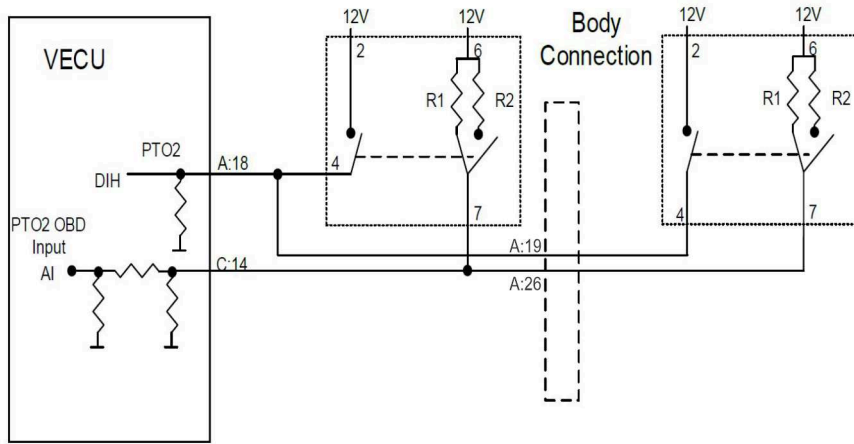 12V
12V
Body
Connection
12V
12V
VECU
2
6
2
6
R1
R2
R1
R2
PTO2
A:18
4
DIH
7
4
7
PTO2 OBD
Input
A:19
AI
C:14
A:26